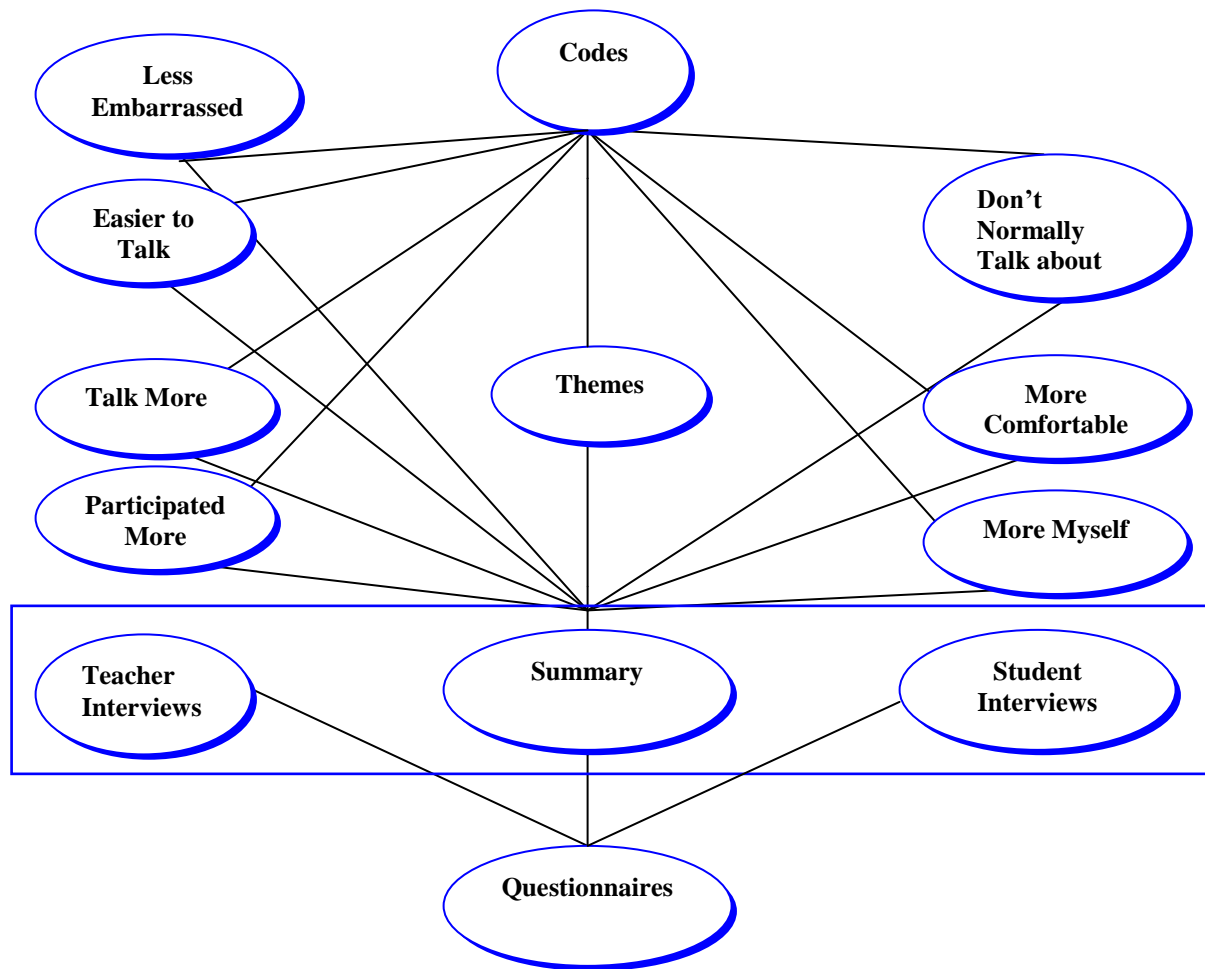 Codes
Less
Embarrassed
Easier to
Talk
Don't
Normally
Talk about
Talk More
Themes
More
Comfortable
Participated
More
More Myself
Teacher
Interviews
Summary
Student
Interviews
Questionnaires